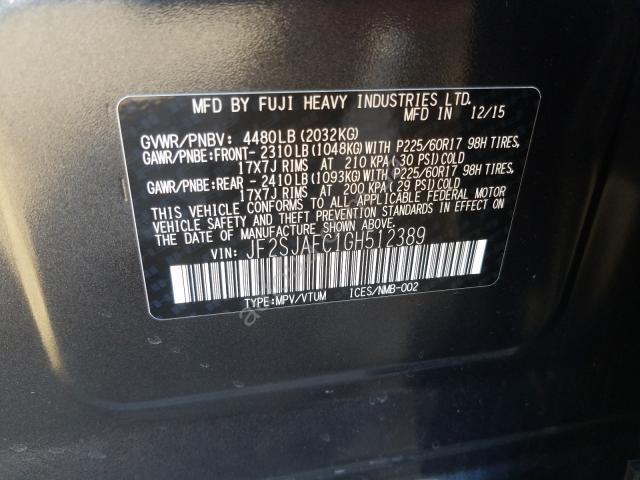 MFD BY FUJI HEAVY INDUSTRIES LTD.
MFD IN 12/15
GVWR/PNBV: 4480LB(2032KG)
GAWR/PNBE:FRONT-2310LB(1048KG)WITH P225/60R17 98H TIRES,
17X7J RIMS AT 210 KPA(30 PSI)COLD
GAWR/PNBE:REAR -2410LB(1093KG)WITH P225/60R17 98H TIRES,
17X7J RIMS AT 200 KPA(29 PSI)COLD
THIS VEHICLE CONFORMS TO ALL APPLICABLE FEDERAL MOTOR
VEHICLE SAFETY AND THEFT PREVENTION STANDARDS IN EFFECT
ON THE DATE OF MANUFACTURE SHOWN ABOVE.
VIN: JF2SJAFC1GH512389
TYPE:MPV/VTUM ICES/NMB-002